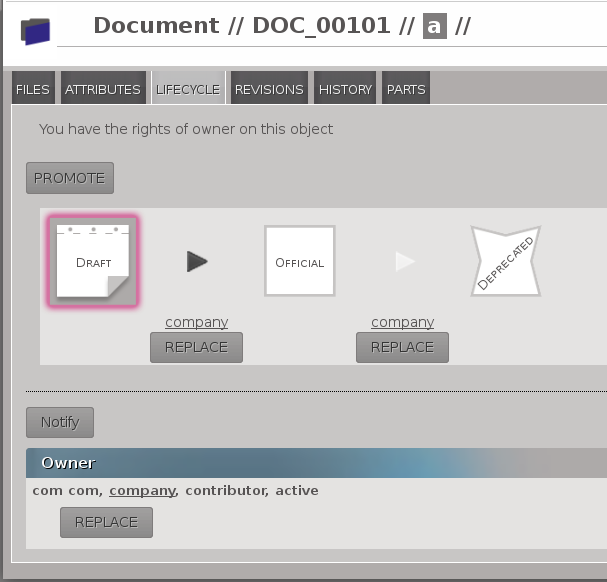 Document // DOC_00101 // a //
FILES ATTRIBUTES LIFECYCLE REVISIONS HISTORY PARTS
You have the rights of owner on this object
PROMOTE
DRAFT OFFICIAL DEPRECATED
company company
REPLACE REPLACE
Notify
Owner
com com, company, contributor, active
REPLACE